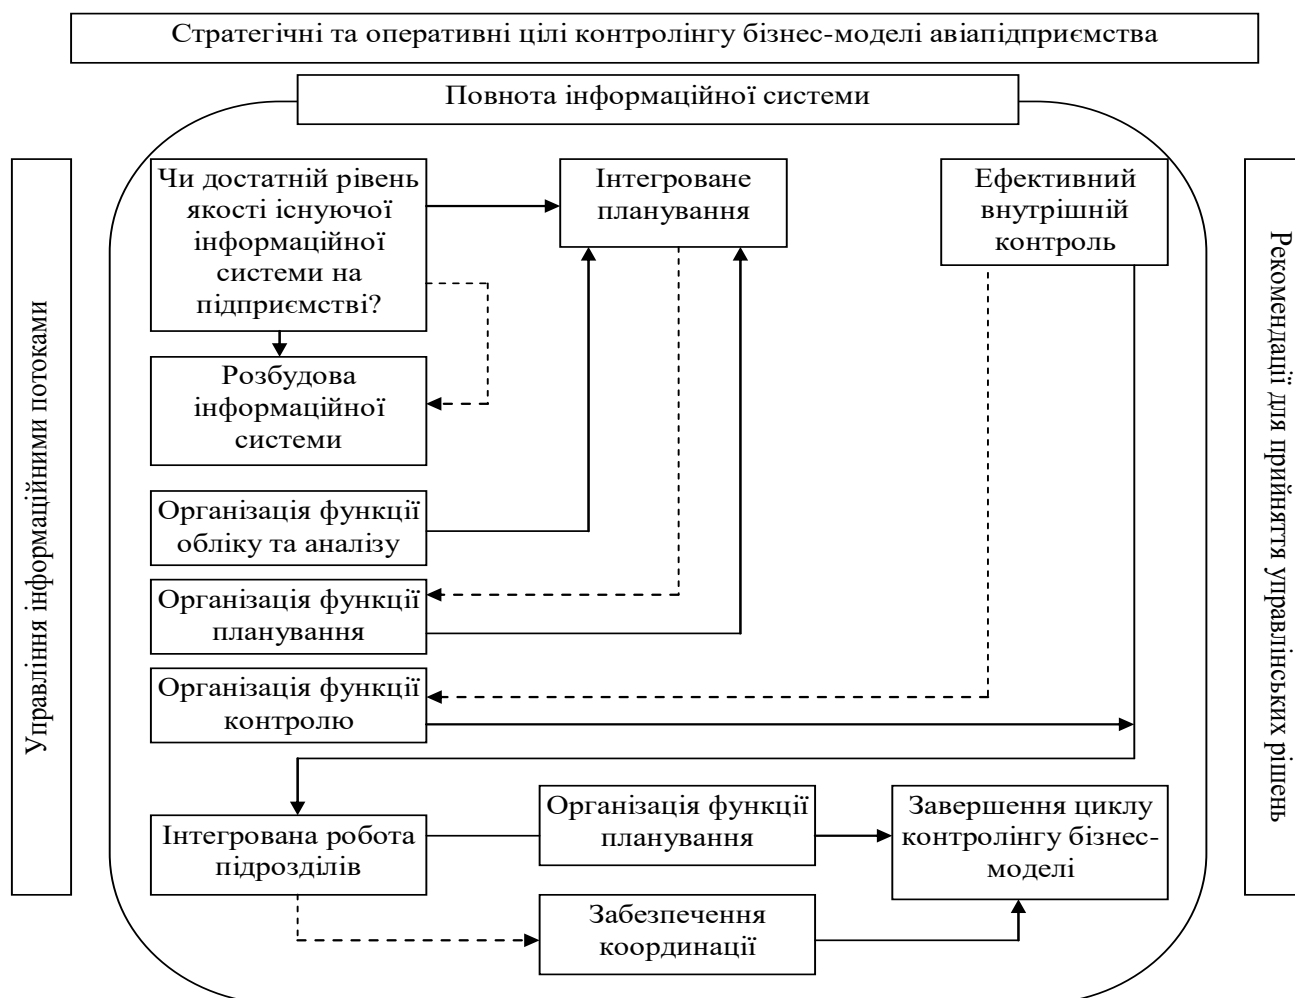 Стратегічні та оперативні цілі контролінгу бізнес-моделі авіапідприємства
Повнота інформаційної системи
Управління інформаційними потоками
Чи достатній рівень
якості існуючої
інформаційної
системи на
підприємстві?
Інтегроване
планування
Ефективний
внутрішній
контроль
Рекомендації для прийняття управлінських рішень
Розбудова
інформаційної
системи
Організація функції
обліку та аналізу
Організація функції
планування
Організація функції
контролю
Інтегрована робота
підрозділів
Організація функції
планування
Завершення циклу
контролінгу бізнес-
моделі
Забезпечення
координації